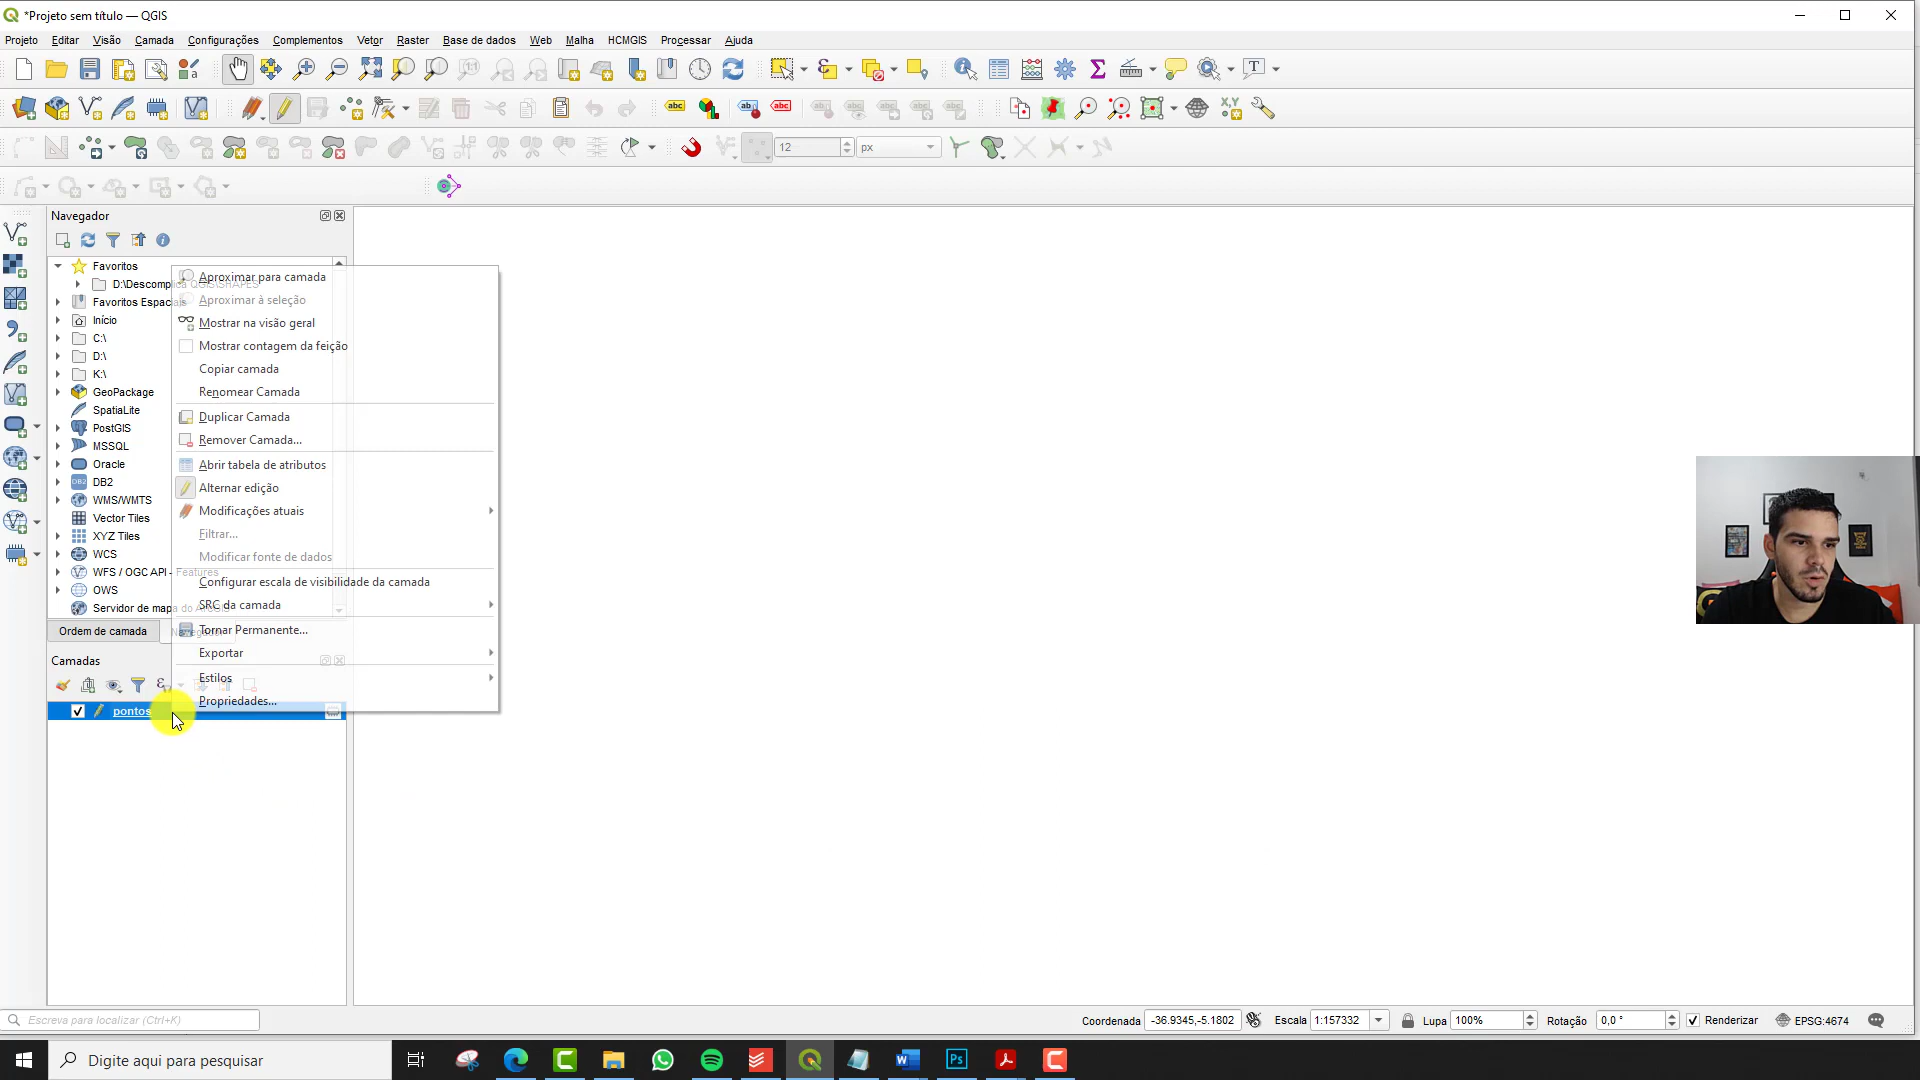 *Projeto sem título — QGIS
Projeto Editar Visão Camada Configurações Complementos Vetor Raster Base de dados Web Malha HCMGIS Processar Ajuda
12 px
Navegador
Favoritos
D:\Descomplica QGIS\SHAPES
Favoritos Espaciais
Início
C:\
D:\
K:\
GeoPackage
SpatiaLite
PostGIS
MSSQL
Oracle
DB2
WMS/WMTS
Vector Tiles
XYZ Tiles
WCS
WFS / OGC API - Features
OWS
Servidor de mapa do
Aproximar para camada
Aproximar à seleção
Mostrar na visão geral
Mostrar contagem da feição
Copiar camada
Renomear Camada
Duplicar Camada
Remover Camada...
Abrir tabela de atributos
Alternar edição
Modificações atuais
Filtrar...
Modificar fonte de dados
Configurar escala de visibilidade da camada
SRC da camada
Tornar Permanente...
Exportar
Estilos
Propriedades...
Ordem de camada
Camadas
pontos
Escreva para localizar (Ctrl+K)
Coordenada -36.9345,-5.1802 Escala 1:157332 Lupa 100% Rotação 0,0 ° Renderizar EPSG:4674
Digite aqui para pesquisar